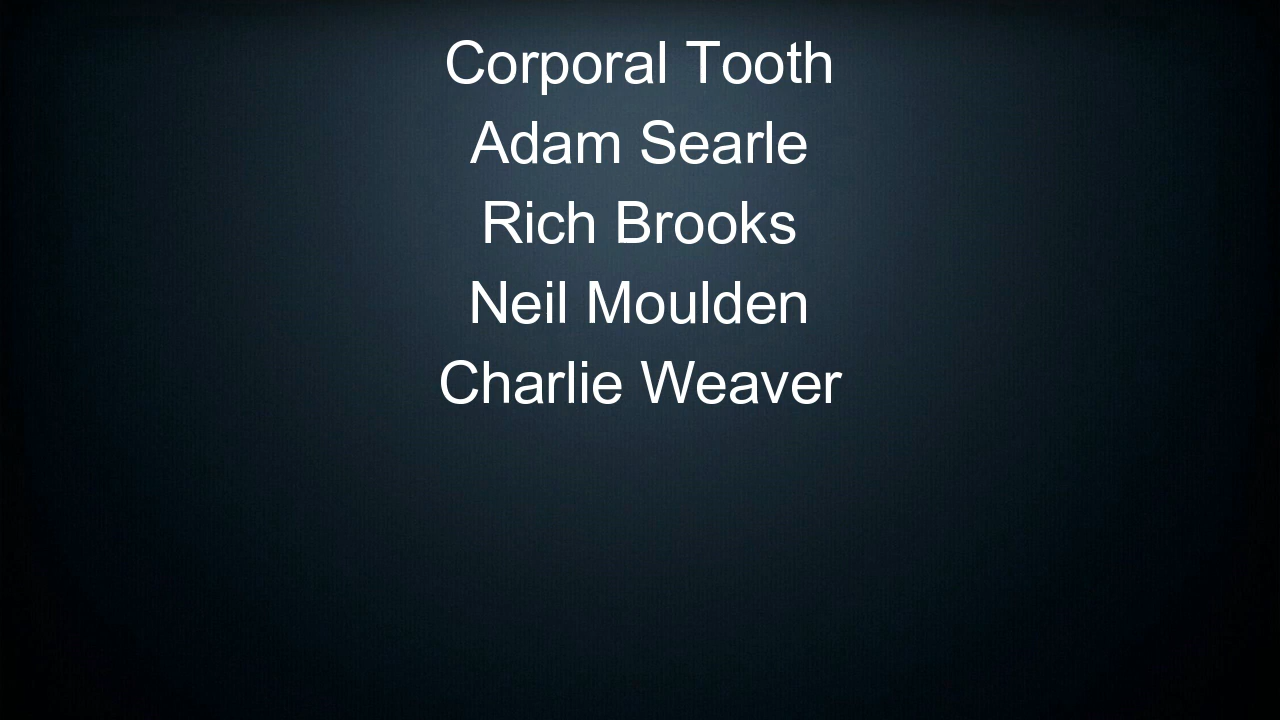 Corporal Tooth
Adam Searle
Rich Brooks
Neil Moulden
Charlie Weaver